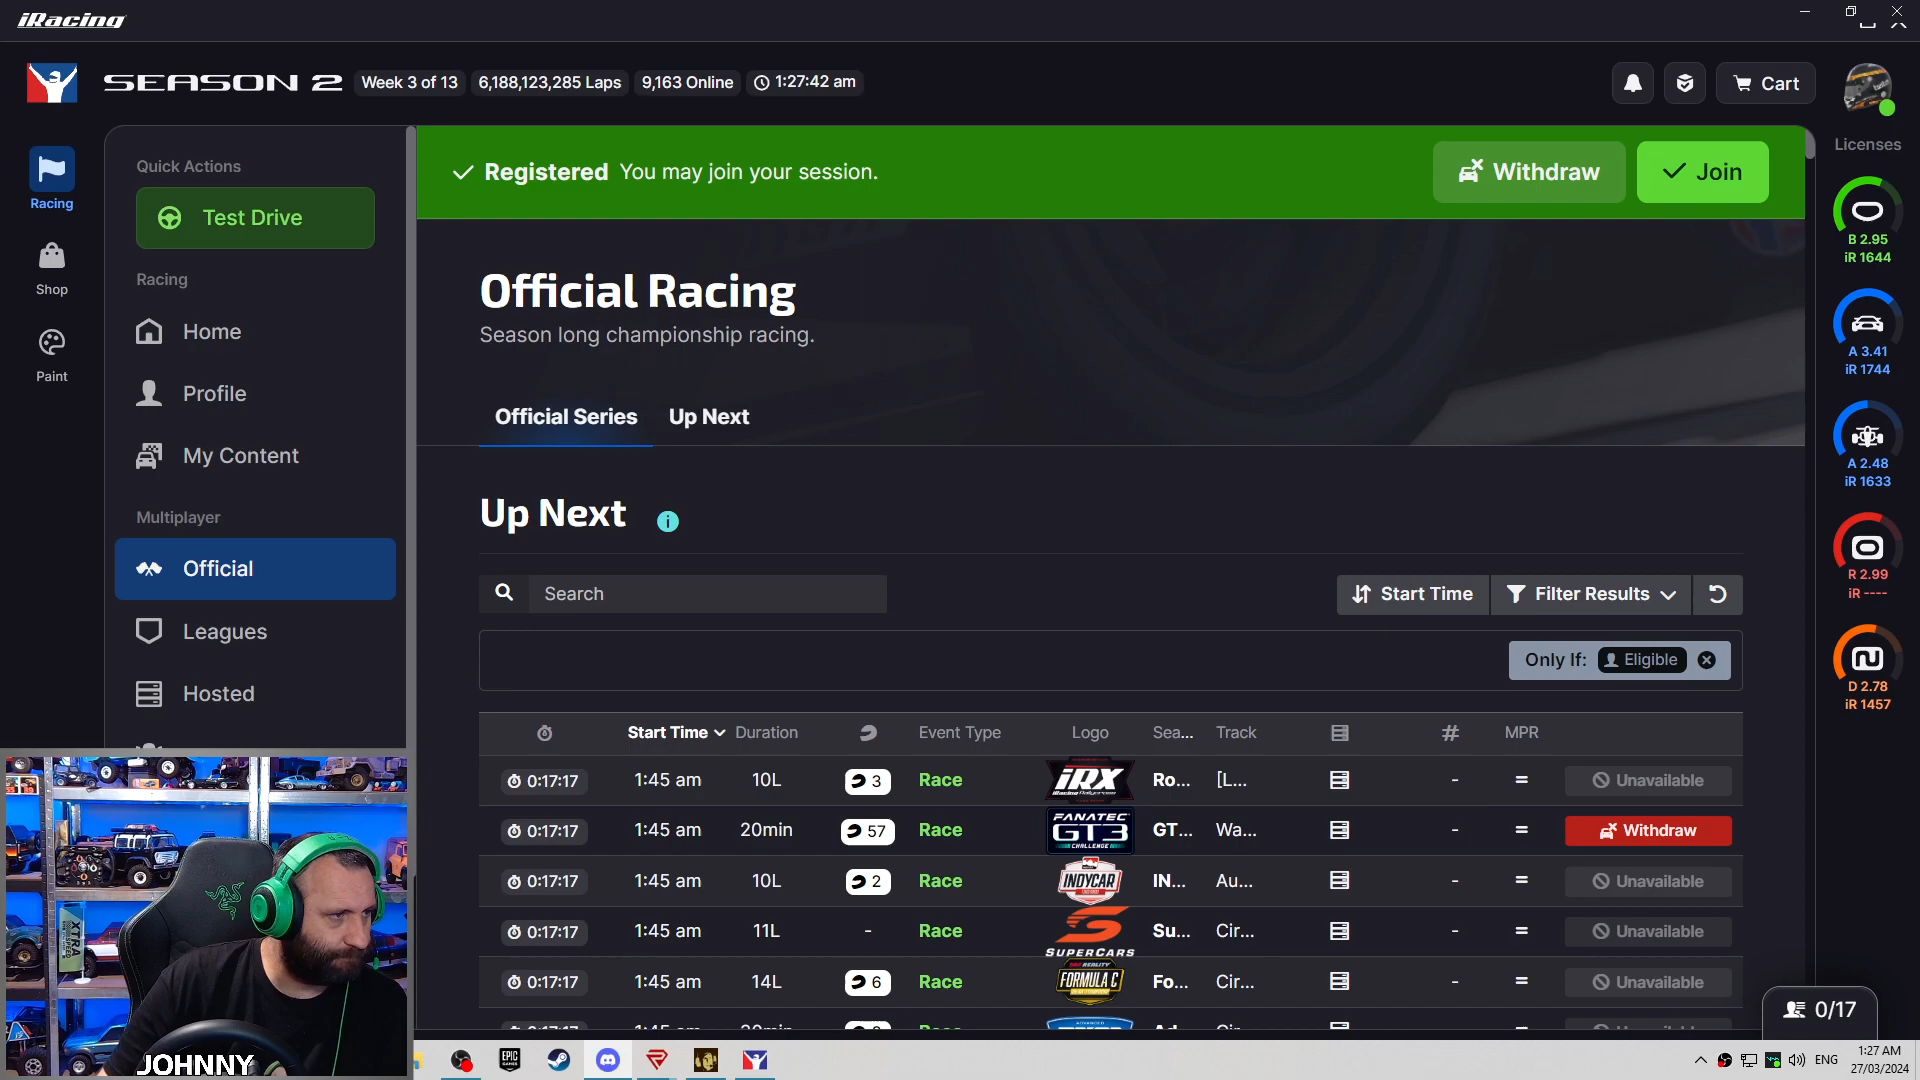 iRacing
SEASON 2 Week 3 of 13 6,188,123,285 Laps 9,163 Online 1:27:42 am
Cart
Racing
Shop
Paint
Quick Actions
Test Drive
Racing
Home
Profile
My Content
Multiplayer
Official
Leagues
Hosted
Registered You may join your session.
Withdraw
Join
Official Racing
Season long championship racing.
Official Series Up Next
Up Next
Search
Start Time
Filter Results
Only If: Eligible
Start Time Duration Event Type Logo Sea... Track # MPR
0:17:17 1:45 am 10L 3 Race iRX Ro... [L... - = Unavailable
0:17:17 1:45 am 20min 57 Race FANATEC GT3 CHALLENGE GT... Wa... - = Withdraw
0:17:17 1:45 am 10L 2 Race INDYCAR IN... Au... - = Unavailable
0:17:17 1:45 am 11L - Race SUPERCARS Su... Cir... - = Unavailable
0:17:17 1:45 am 14L 6 Race FORMULA C Fo... Cir... - = Unavailable
Licenses
B 2.95
iR 1644
A 3.41
iR 1744
A 2.48
iR 1633
R 2.99
iR ----
D 2.78
iR 1457
0/17
XTRA
SPEED
JOHNNY
EPIC
GAMES
ENG
1:27 AM
27/03/2024